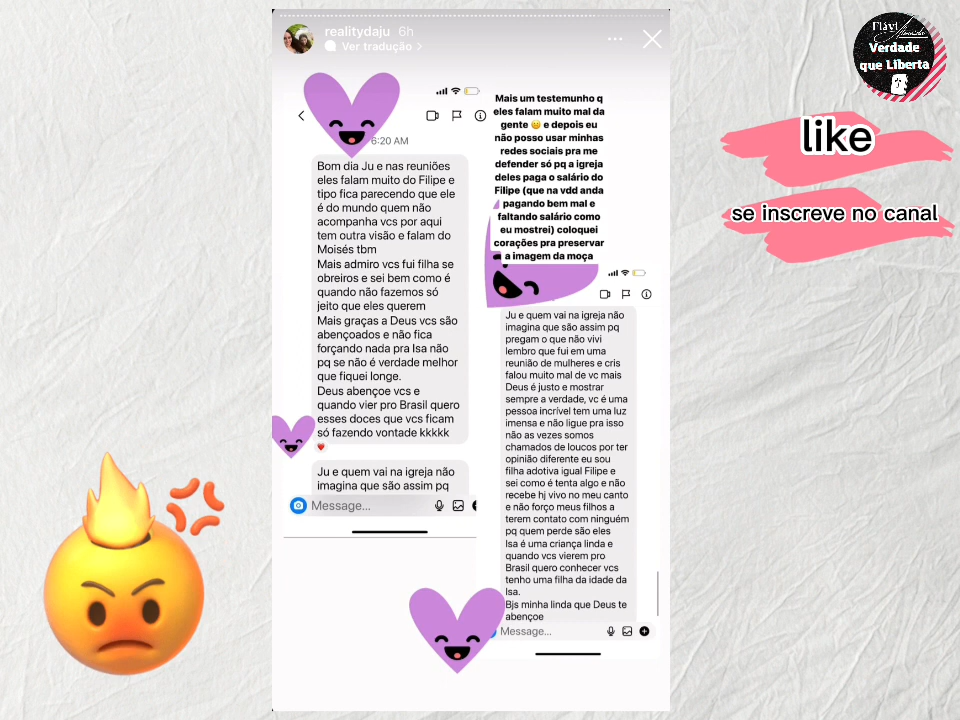 realitydaju 6h
Ver tradução >
6:20 AM
Bom dia Ju e nas reuniões
eles falam muito do Filipe e
tipo fica parecendo que ele
é do mundo quem não
acompanha vcs por aqui
tem outra visão e falam do
Moisés tbm
Mais admiro vcs fui filha se
obreiros e sei bem como é
quando não fazemos só
jeito que eles querem
Mais graças a Deus vcs são
abençoados e não fica
forçando nada pra Isa não
pq se não é verdade melhor
que fiquei longe.
Deus abençoe vcs e
quando vier pro Brasil quero
esses doces que vcs ficam
só fazendo vontade kkkkk
Ju e quem vai na igreja não
imagina que são assim pq
Message...
Mais um testemunho q
eles falam muito mal da
gente 😑 e depois eu
não posso usar minhas
redes sociais pra me
defender só pq a igreja
deles paga o salário do
Filipe (que na vdd anda
pagando bem mal e
faltando salário como
eu mostrei) coloquei
corações pra preservar
a imagem da moça
Ju e quem vai na igreja não
imagina que são assim pq
pregam o que não vivi
lembro que fui em uma
reunião de mulheres e cris
falou muito mal de vc mais
Deus é justo e mostrar
sempre a verdade, vc é uma
pessoa incrível tem uma luz
imensa e não ligue pra isso
não as vezes somos
chamados de loucos por ter
opinião diferente eu sou
filha adotiva igual Filipe e
sei como é tenta algo e não
recebe hj vivo no meu canto
e não forço meus filhos a
terem contato com ninguém
pq quem perde são eles
Isa é uma criança linda e
quando vcs vierem pro
Brasil quero conhecer vcs
tenho uma filha da idade da
Isa.
Bjs minha linda que Deus te
abençoe
Message...
Verdade
que Liberta
like
se inscreve no canal